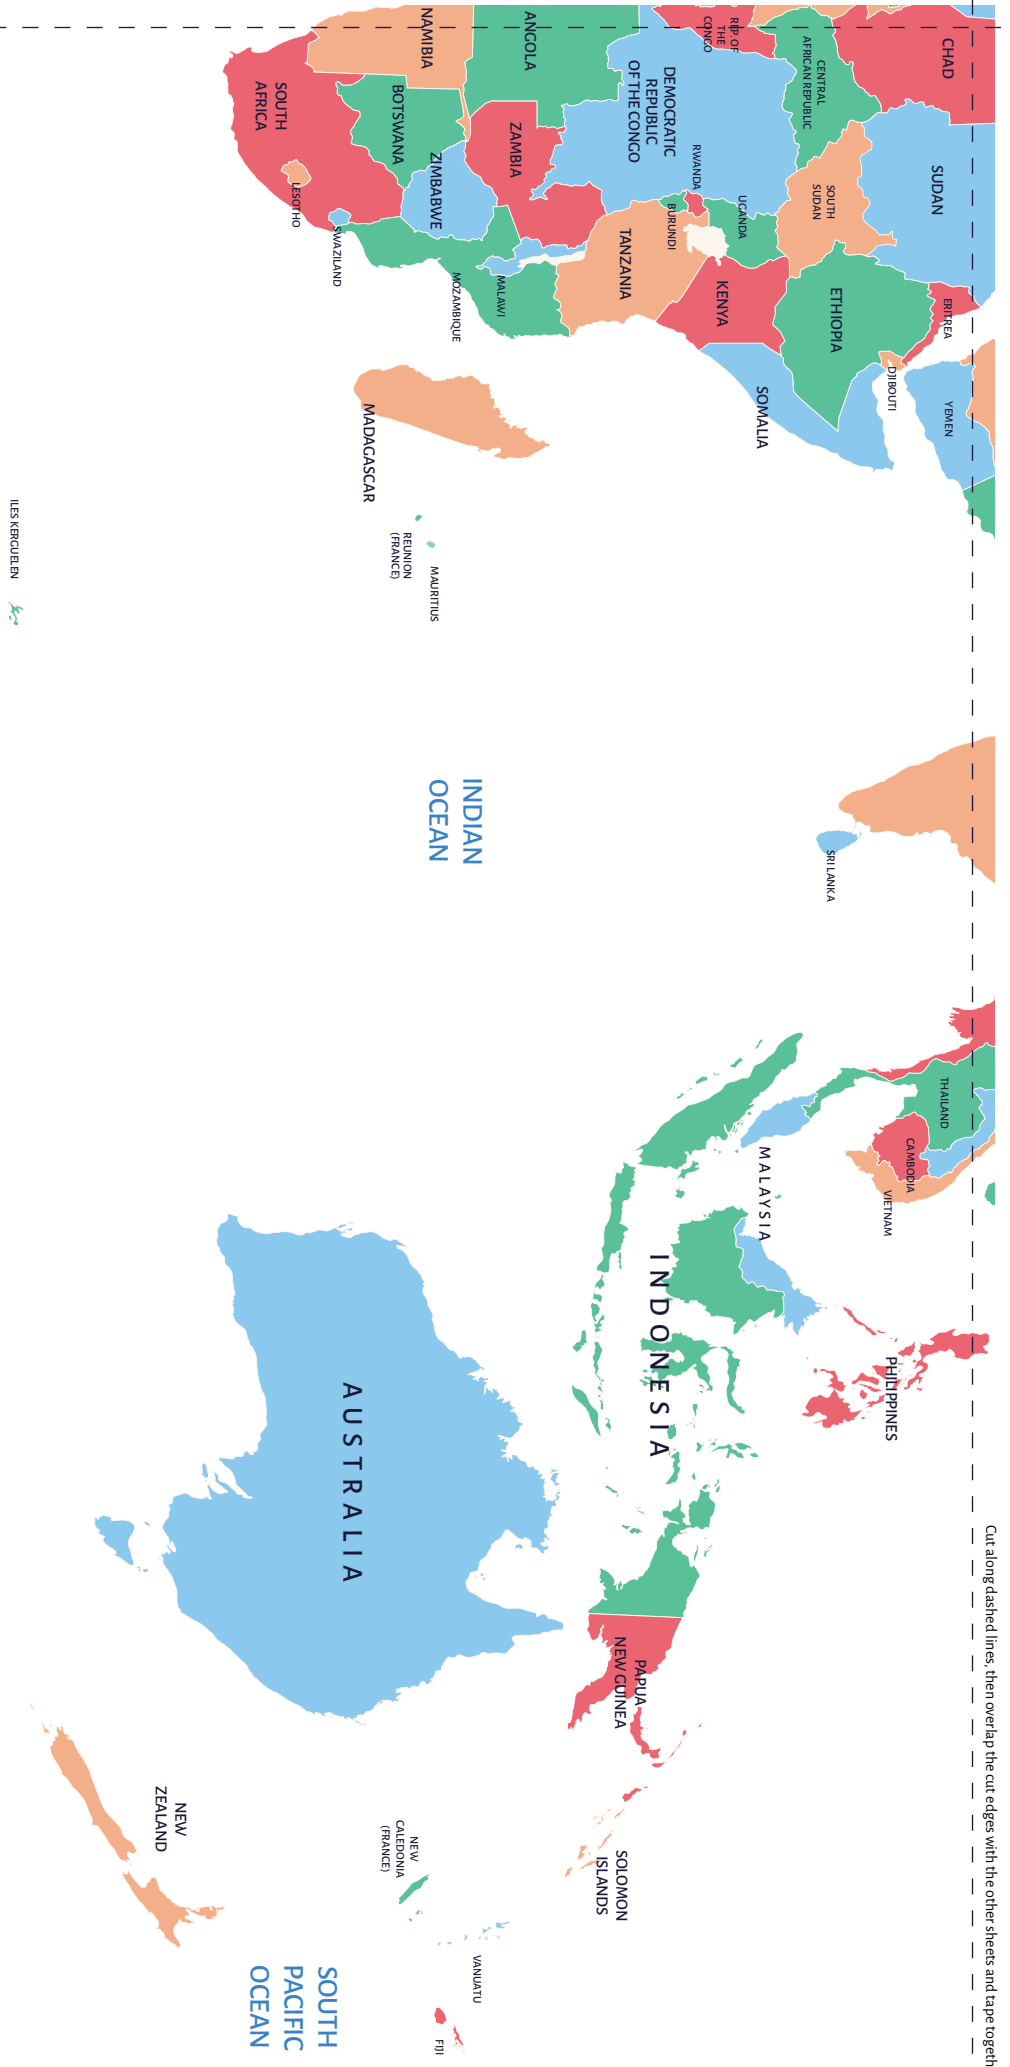 Cut along dashed lines, then overlap the cut edges with the other sheets and tape togeth
CHAD
SUDAN
ERITREA
YEMEN
DJIBOUTI
CENTRAL
AFRICAN REPUBLIC
SOUTH
SUDAN
ETHIOPIA
SOMALIA
REP. OF
THE
CONGO
UGANDA
KENYA
RWANDA
BURUNDI
DEMOCRATIC
REPUBLIC
OF THE CONGO
TANZANIA
ANGOLA
ZAMBIA
MALAWI
MOZAMBIQUE
NAMIBIA
BOTSWANA
ZIMBABWE
SOUTH
AFRICA
LESOTHO
SWAZILAND
MADAGASCAR
REUNION
(FRANCE)
MAURITIUS
ILES KERGUELEN
INDIAN
OCEAN
SRI LANKA
THAILAND
CAMBODIA
VIETNAM
MALAYSIA
PHILIPPINES
INDONESIA
AUSTRALIA
PAPUA
NEW GUINEA
SOLOMON
ISLANDS
NEW
CALEDONIA
(FRANCE)
VANUATU
FIJI
NEW
ZEALAND
SOUTH
PACIFIC
OCEAN